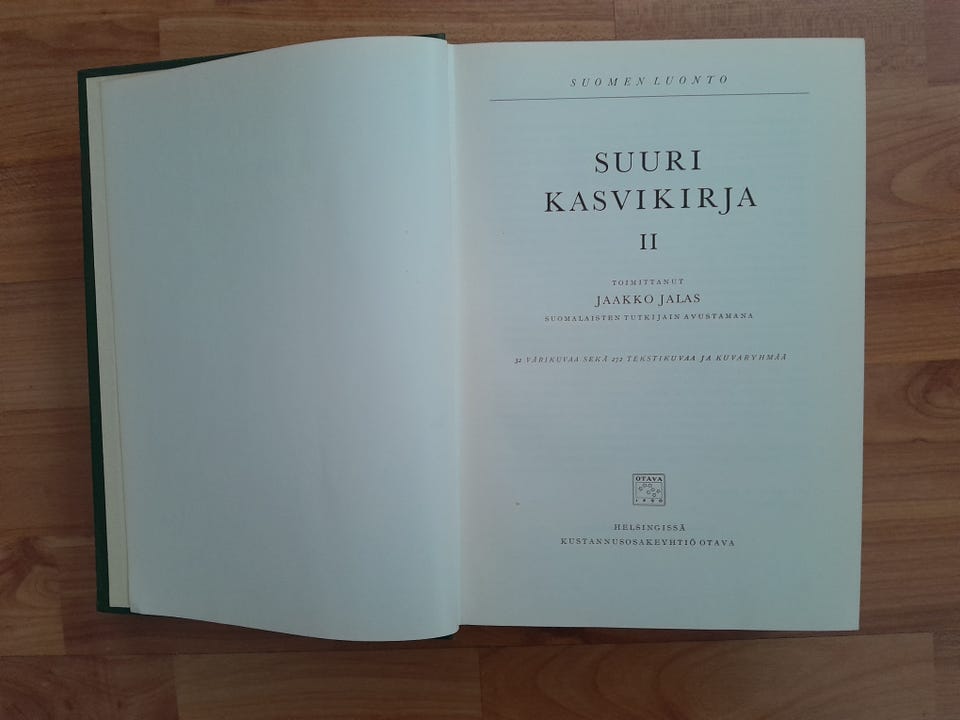 SUOMEN LUONTO
SUURI
KASVIKIRJA
II
TOIMITTANUT
JAAKKO JALAS
SUOMALAISTEN TUTKIJAIN AVUSTAMANA
32 VÄRIKUVAA SEKÄ 272 TEKSTIKUVAA JA KUVARYHMÄÄ
OTAVA
1890
HELSINGISSÄ
KUSTANNUSOSAKEYHTIÖ OTAVA